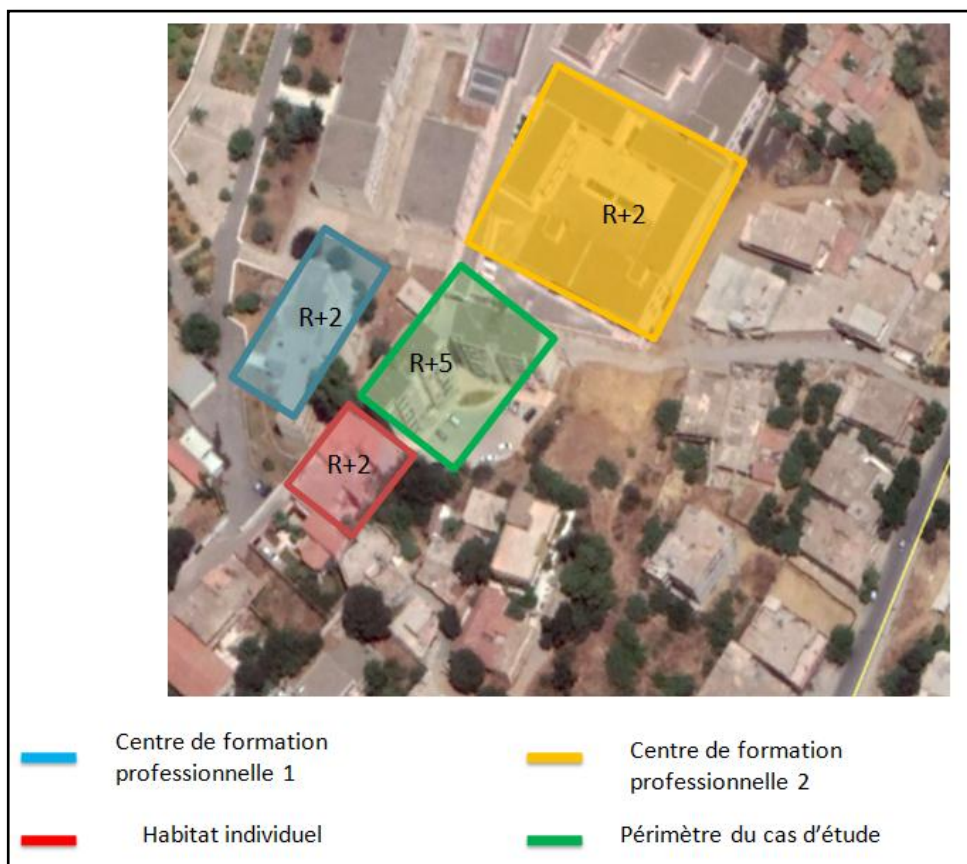 R+2
R+2
R+5
R+2
Centre de formation
professionnelle 1
Centre de formation
professionnelle 2
Habitat individuel
Périmètre du cas d'étude